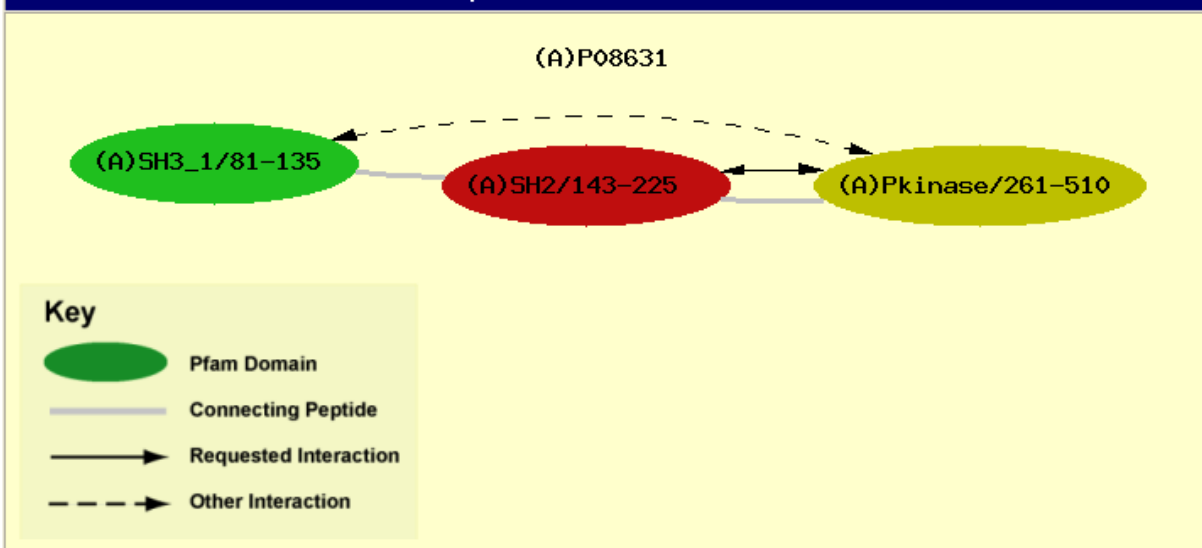 (A)P08631
(A)SH3_1/81-135
(A)SH2/143-225
(A)Pkinase/261-510
Key
Pfam Domain
Connecting Peptide
Requested Interaction
Other Interaction